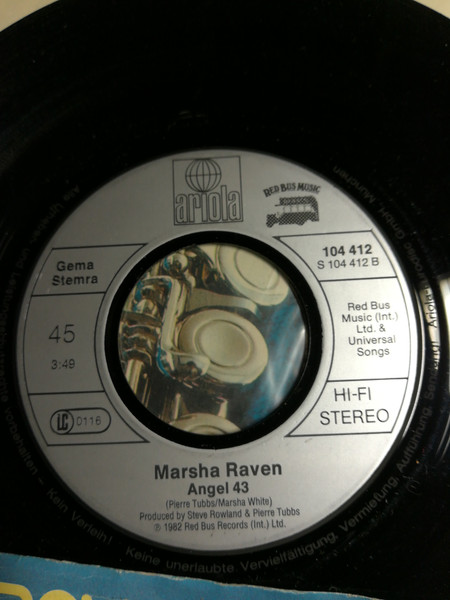 ariola
RED BUS MUSIC
104 412
S 104 412 B
Gema
Stemra
45
3:49
LC 0116
Red Bus
Music (Int.)
Ltd. &
Universal
Songs
HI-FI
STEREO
Marsha Raven
Angel 43
(Pierre Tubbs/Marsha White)
Produced by Steve Rowland & Pierre Tubbs
℗ 1982 Red Bus Records (Int.) Ltd.
Kein Verleih! Keine unerlaubte Vervielfältigung, Vermietung, Aufführung, Sendung!